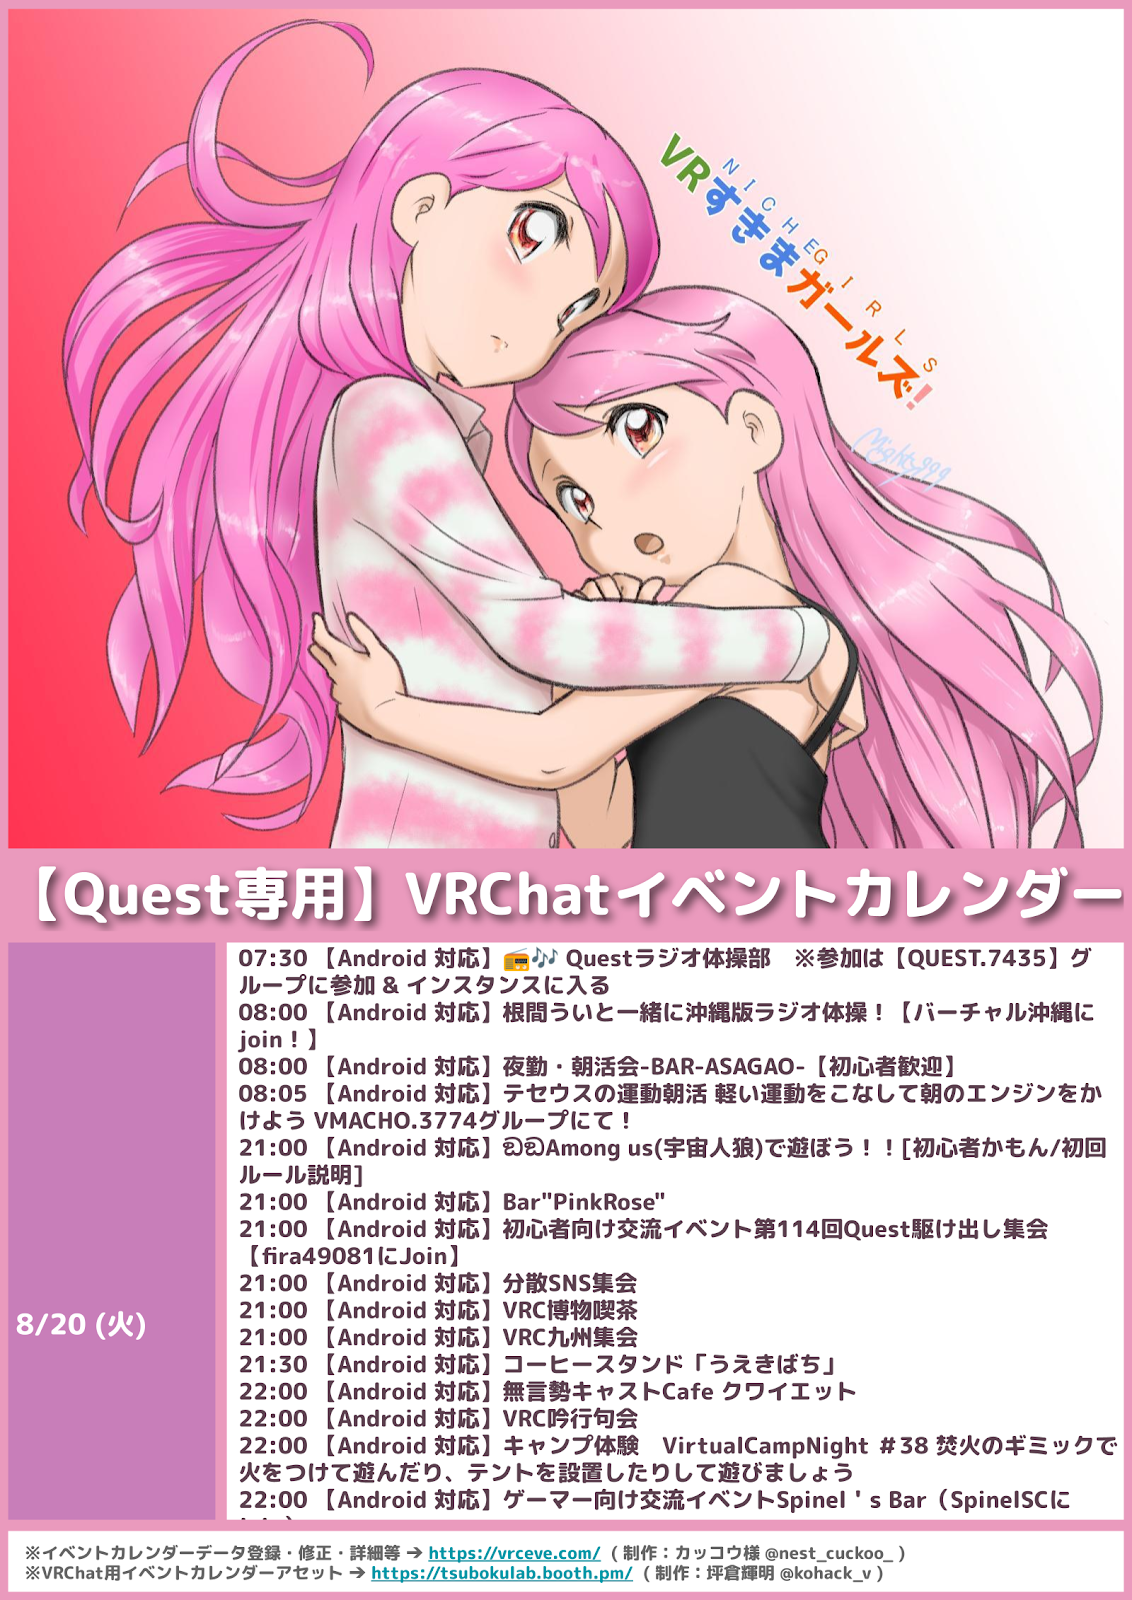 NICHE GIRLS
VRすきまガールズ!
Mighty999
【Quest専用】VRChatイベントカレンダー
8/20 (火)
07:30 【Android 対応】📻🎶 Questラジオ体操部　※参加は【QUEST.7435】グ
ループに参加 & インスタンスに入る
08:00 【Android 対応】根間ういと一緒に沖縄版ラジオ体操！【バーチャル沖縄に
join！】
08:00 【Android 対応】夜勤・朝活会-BAR-ASAGAO-【初心者歓迎】
08:05 【Android 対応】テセウスの運動朝活 軽い運動をこなして朝のエンジンをか
けよう VMACHO.3774グループにて！
21:00 【Android 対応】ඞඞAmong us(宇宙人狼)で遊ぼう！！[初心者かもん/初回
ルール説明]
21:00 【Android 対応】Bar"PinkRose"
21:00 【Android 対応】初心者向け交流イベント第114回Quest駆け出し集会
【fira49081にJoin】
21:00 【Android 対応】分散SNS集会
21:00 【Android 対応】VRC博物喫茶
21:00 【Android 対応】VRC九州集会
21:30 【Android 対応】コーヒースタンド「うえきばち」
22:00 【Android 対応】無言勢キャストCafe クワイエット
22:00 【Android 対応】VRC吟行句会
22:00 【Android 対応】キャンプ体験　VirtualCampNight ＃38 焚火のギミックで
火をつけて遊んだり、テントを設置したりして遊びましょう
22:00 【Android 対応】ゲーマー向け交流イベントSpinel＇s Bar（SpinelSCに
※イベントカレンダーデータ登録・修正・詳細等 → https://vrceve.com/ （制作：カッコウ様 @nest_cuckoo_ ）
※VRChat用イベントカレンダーアセット → https://tsubokulab.booth.pm/ （制作：坪倉輝明 @kohack_v ）